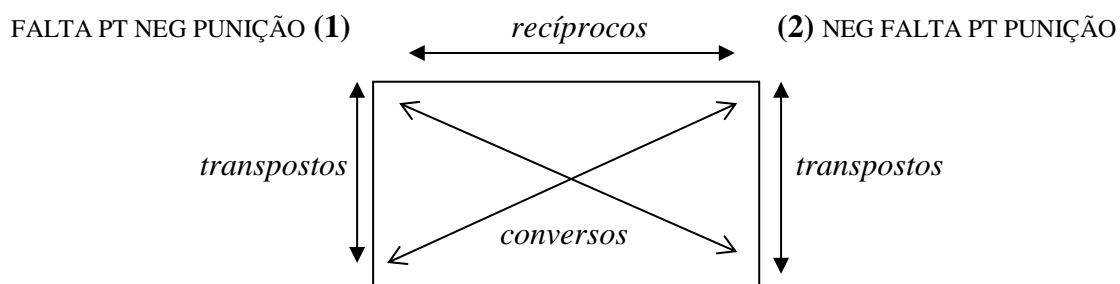 FALTA PT NEG PUNIÇÃO (1) recíprocos (2) NEG FALTA PT PUNIÇÃO
transpostos transpostos
conversos